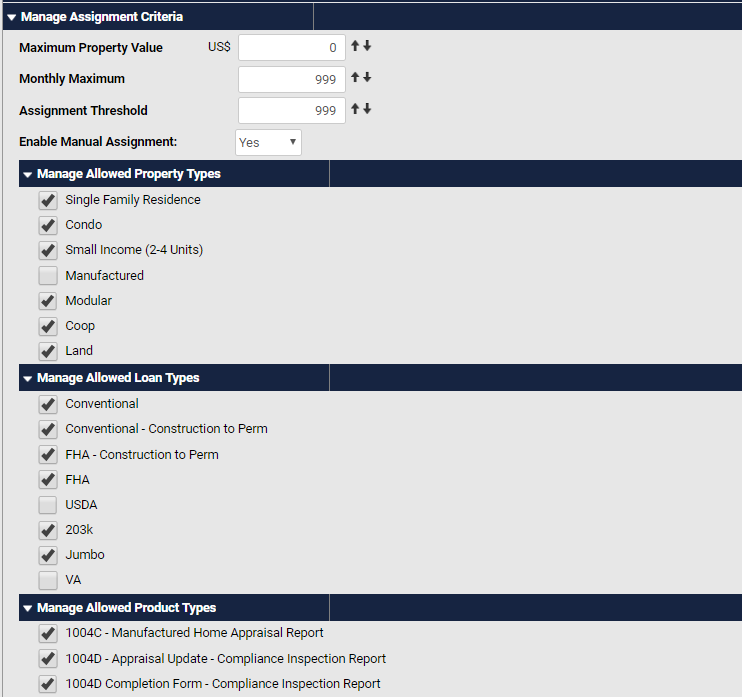 Manage Assignment Criteria
Maximum Property Value US$ 0
Monthly Maximum 999
Assignment Threshold 999
Enable Manual Assignment: Yes
Manage Allowed Property Types
Single Family Residence
Condo
Small Income (2-4 Units)
Manufactured
Modular
Coop
Land
Manage Allowed Loan Types
Conventional
Conventional - Construction to Perm
FHA - Construction to Perm
FHA
USDA
203k
Jumbo
VA
Manage Allowed Product Types
1004C - Manufactured Home Appraisal Report
1004D - Appraisal Update - Compliance Inspection Report
1004D Completion Form - Compliance Inspection Report